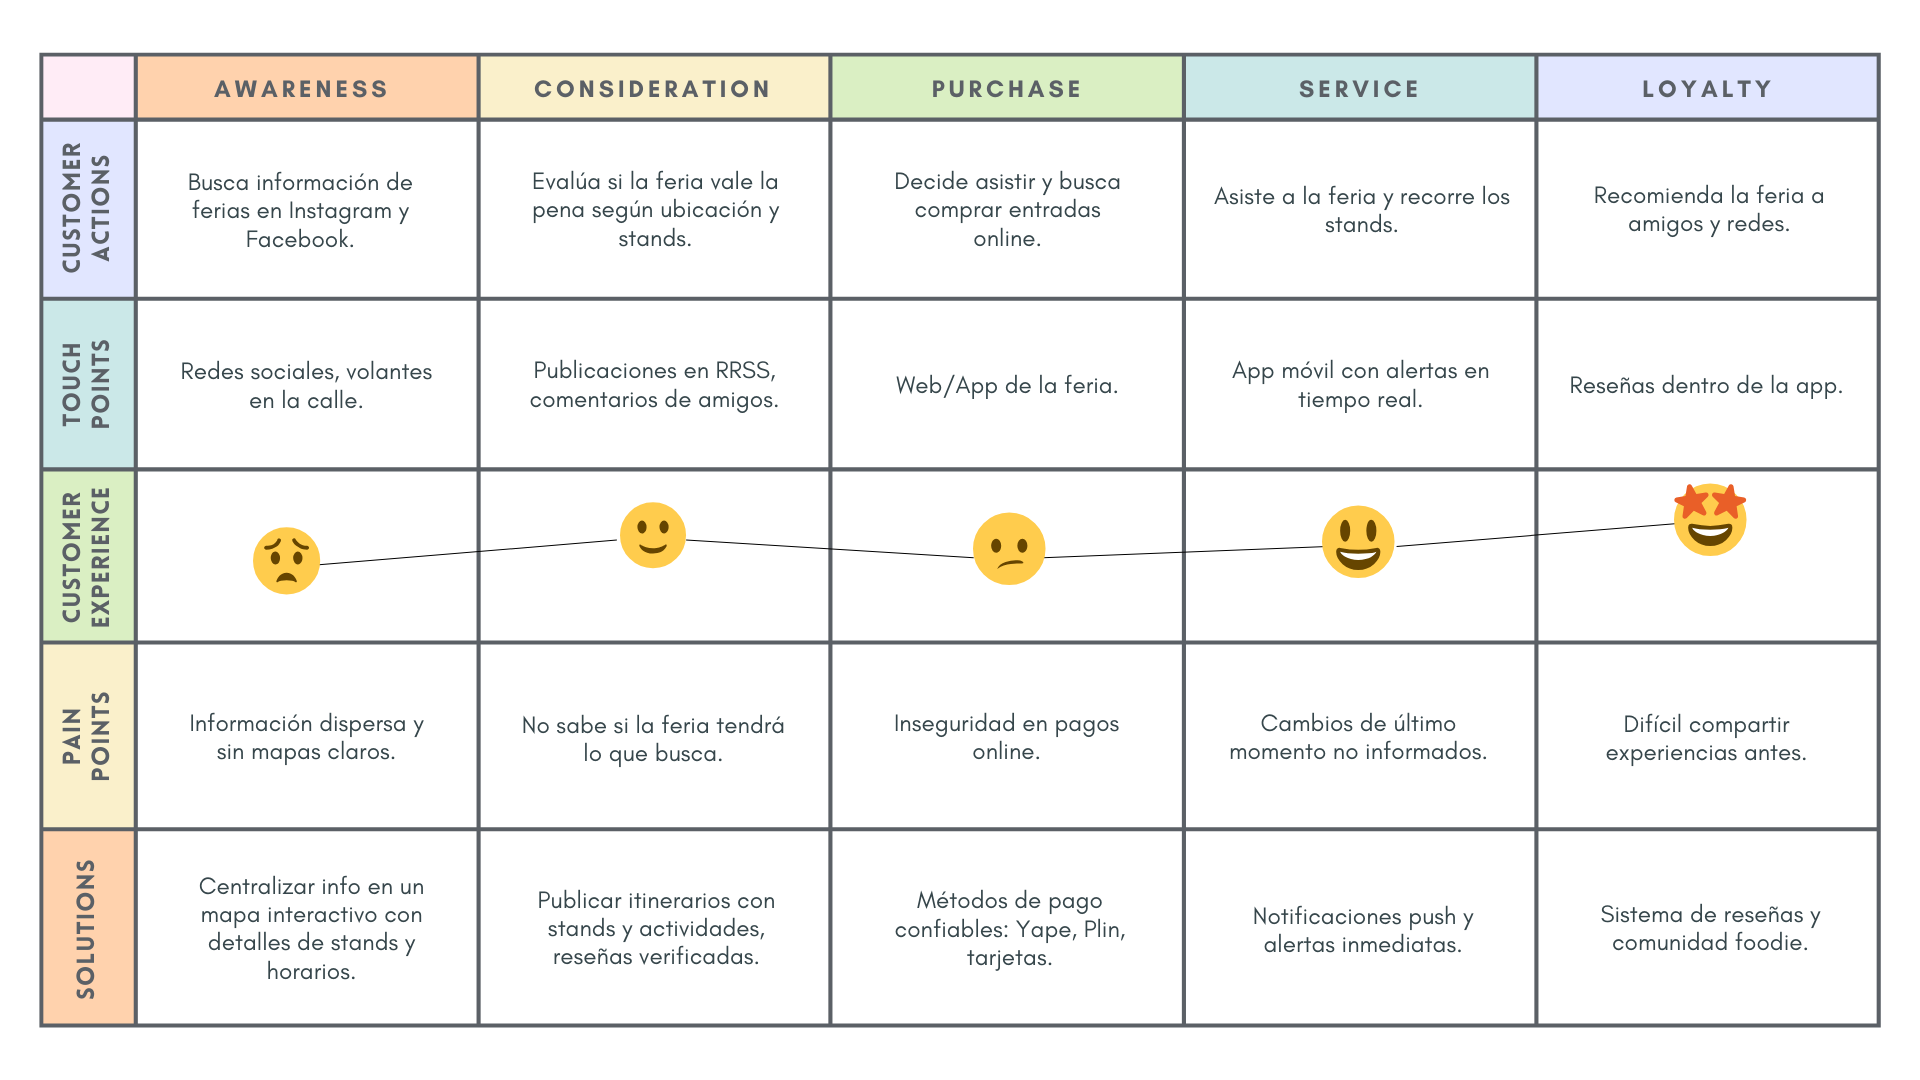 AWARENESS
CONSIDERATION
PURCHASE
SERVICE
LOYALTY
CUSTOMER
ACTIONS
Busca información de
ferias en Instagram y
Facebook.
Evalúa si la feria vale la
pena según ubicación y
stands.
Decide asistir y busca
comprar entradas
online.
Asiste a la feria y recorre los
stands.
Recomienda la feria a
amigos y redes.
TOUCH
POINTS
Redes sociales, volantes
en la calle.
Publicaciones en RRSS,
comentarios de amigos.
Web/App de la feria.
App móvil con alertas en
tiempo real.
Reseñas dentro de la app.
CUSTOMER
EXPERIENCE
PAIN
POINTS
Información dispersa y
sin mapas claros.
No sabe si la feria tendrá
lo que busca.
Inseguridad en pagos
online.
Cambios de último
momento no informados.
Difícil compartir
experiencias antes.
SOLUTIONS
Centralizar info en un
mapa interactivo con
detalles de stands y
horarios.
Publicar itinerarios con
stands y actividades,
reseñas verificadas.
Métodos de pago
confiables: Yape, Plin,
tarjetas.
Notificaciones push y
alertas inmediatas.
Sistema de reseñas y
comunidad foodie.